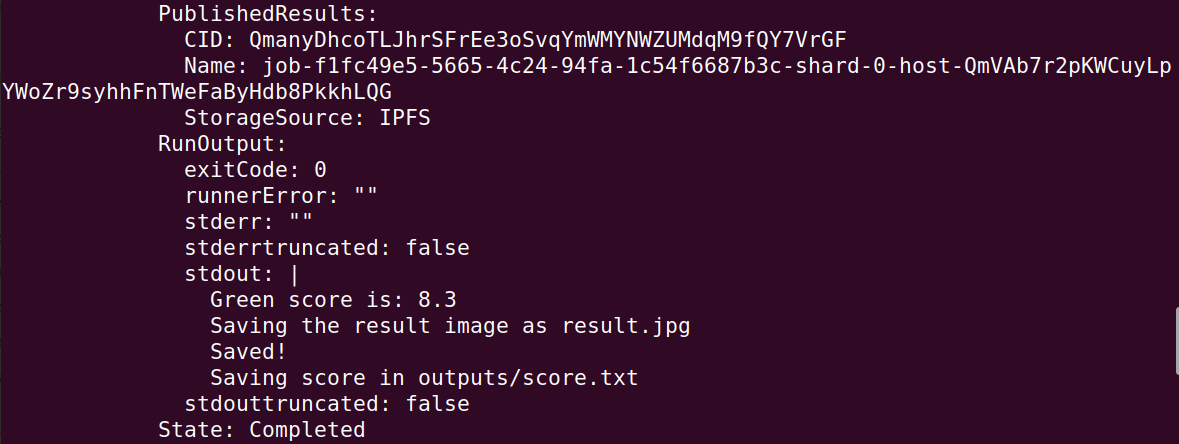 PublishedResults:
CID: QmanyDhcoTLJhrSFrEe3oSvqYmWMYNWZUMdqM9fQY7VrGF
Name: job-f1fc49e5-5665-4c24-94fa-1c54f6687b3c-shard-0-host-QmVAb7r2pKWCuyLp
YWoZr9syhhFnTWeFaByHdb8PkkhLQG
StorageSource: IPFS
RunOutput:
exitCode: 0
runnerError: ""
stderr: ""
stderrtruncated: false
stdout: |
Green score is: 8.3
Saving the result image as result.jpg
Saved!
Saving score in outputs/score.txt
stdouttruncated: false
State: Completed